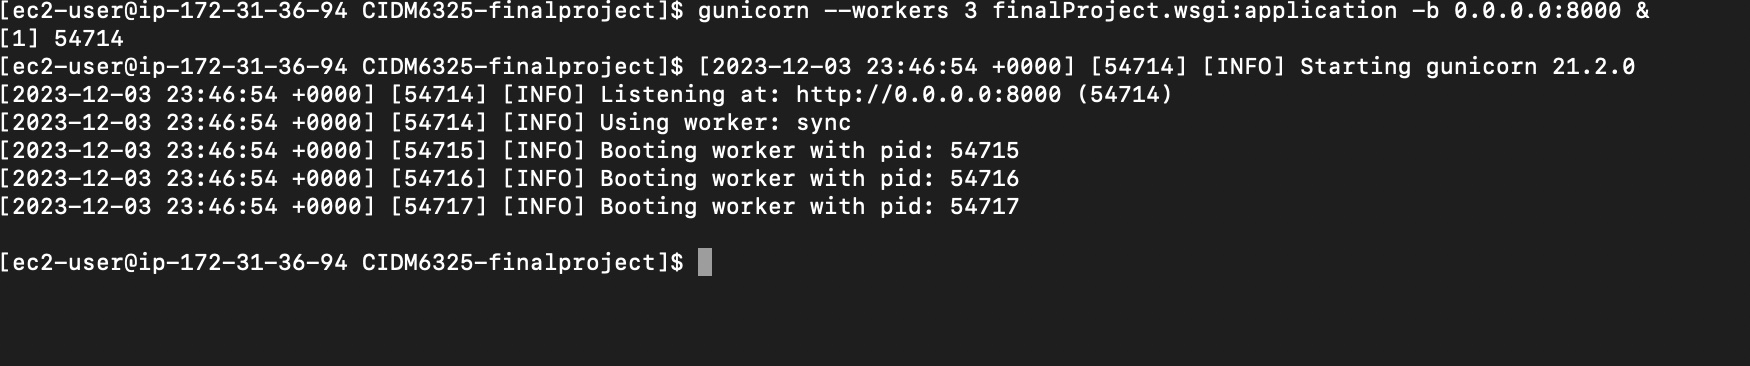 [ec2-user@ip-172-31-36-94 CIDM6325-finalproject]$ gunicorn --workers 3 finalProject.wsgi:application -b 0.0.0.0:8000 &
[1] 54714
[ec2-user@ip-172-31-36-94 CIDM6325-finalproject]$ [2023-12-03 23:46:54 +0000] [54714] [INFO] Starting gunicorn 21.2.0
[2023-12-03 23:46:54 +0000] [54714] [INFO] Listening at: http://0.0.0.0:8000 (54714)
[2023-12-03 23:46:54 +0000] [54714] [INFO] Using worker: sync
[2023-12-03 23:46:54 +0000] [54715] [INFO] Booting worker with pid: 54715
[2023-12-03 23:46:54 +0000] [54716] [INFO] Booting worker with pid: 54716
[2023-12-03 23:46:54 +0000] [54717] [INFO] Booting worker with pid: 54717
[ec2-user@ip-172-31-36-94 CIDM6325-finalproject]$